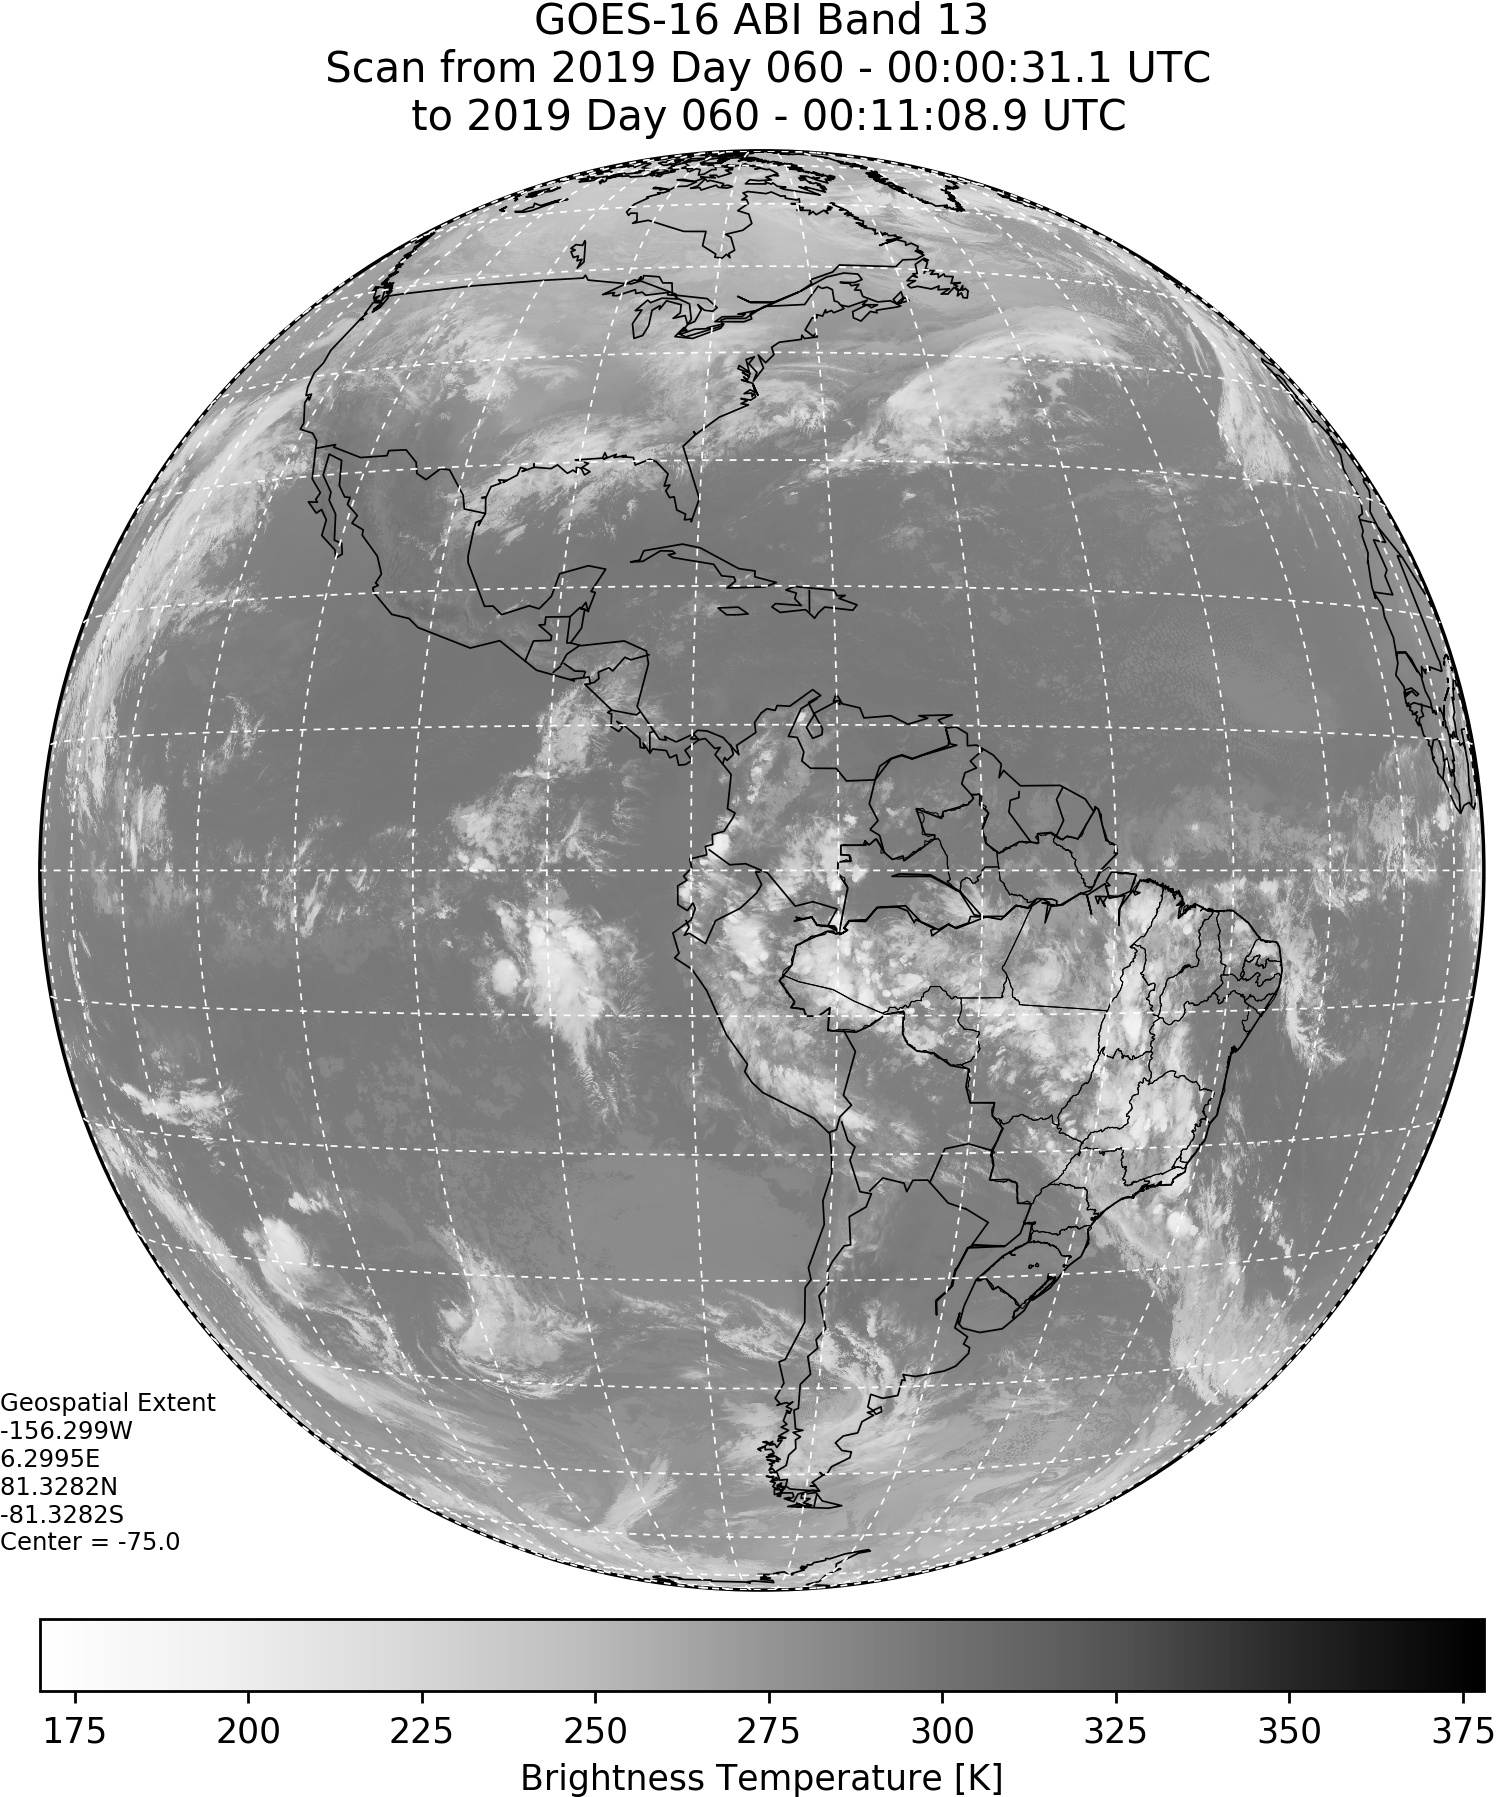 GOES-16 ABI Band 13
Scan from 2019 Day 060 - 00:00:31.1 UTC
to 2019 Day 060 - 00:11:08.9 UTC
Geospatial Extent
-156.299W
6.2995E
81.3282N
-81.3282S
Center = -75.0
175 200 225 250 275 300 325 350 375
Brightness Temperature [K]